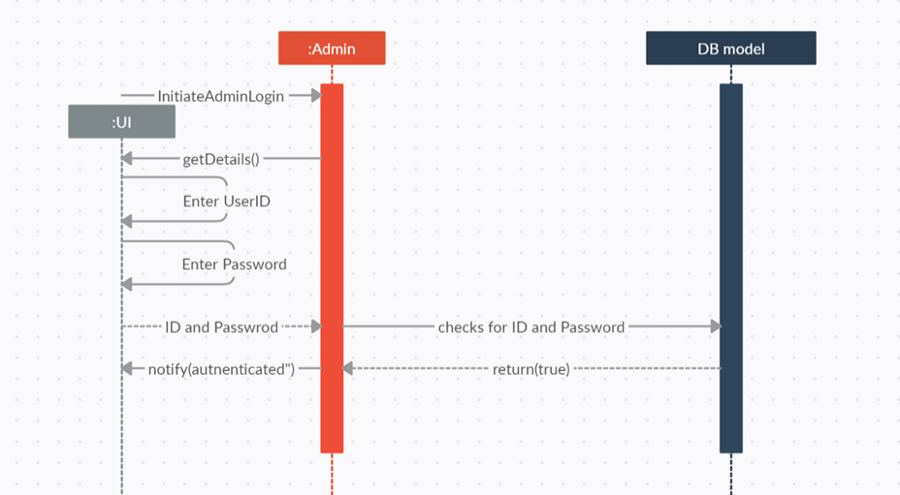 :Admin
DB model
InitiateAdminLogin
:UI
getDetails()
Enter UserID
Enter Password
ID and Passwrod
checks for ID and Password
notify(autnenticated")
return(true)